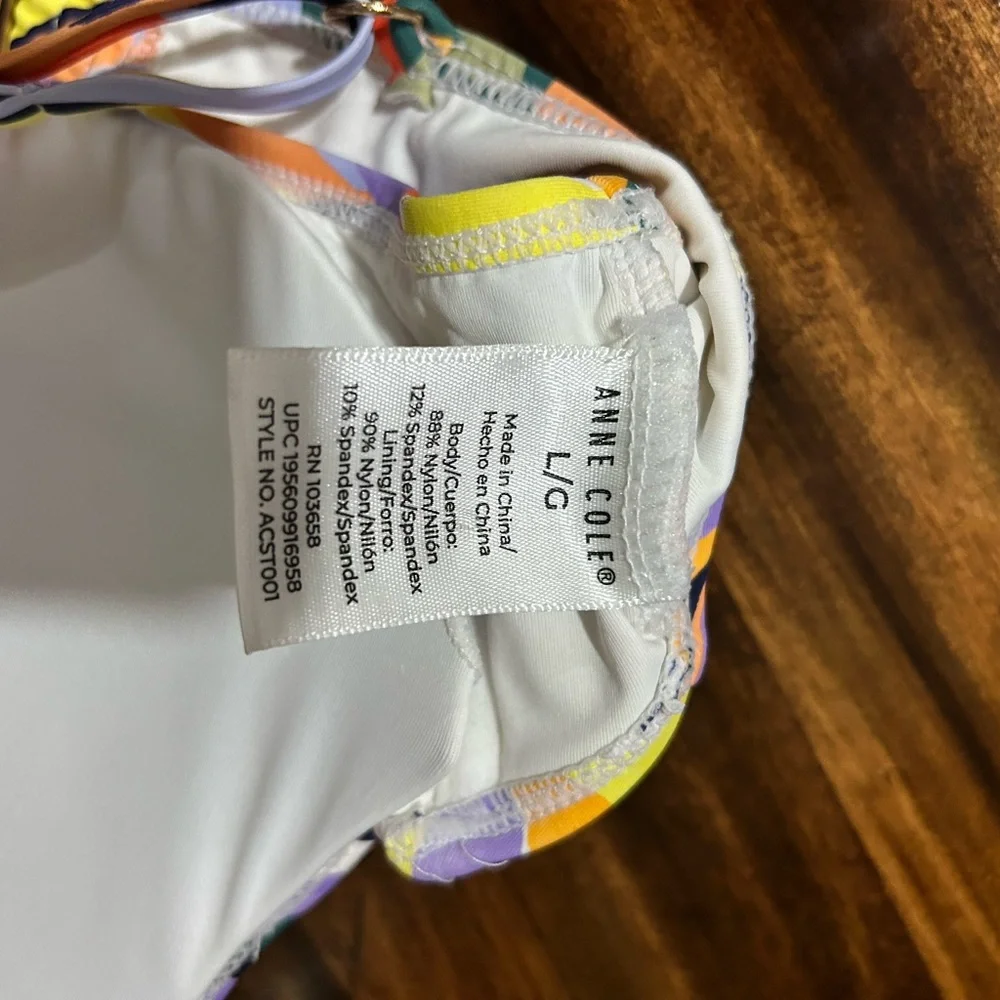 ANNE COLE®
L/G
Made in China/
Hecho en China
Body/Cuerpo:
88% Nylon/Nilón
12% Spandex/Spandex
Lining/Forro:
90% Nylon/Nilón
10% Spandex/Spandex
RN 103658
UPC 195609916958
STYLE NO. ACST001